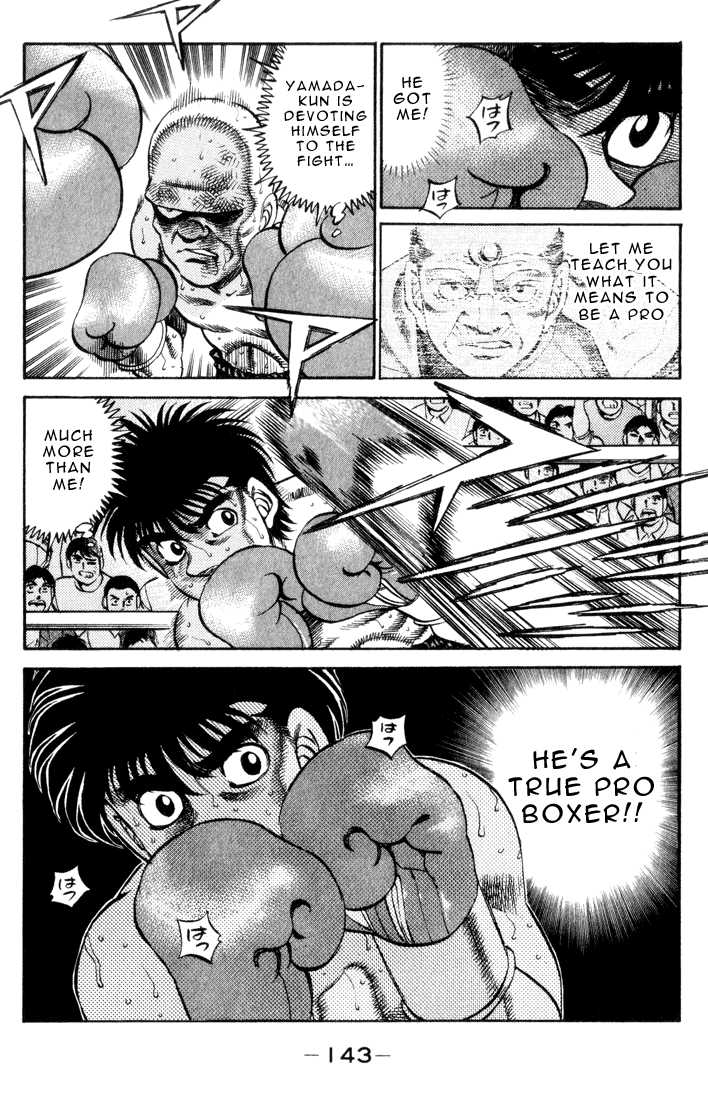 HE
GOT
ME!
はっ
はっ
YAMADA-
KUN IS
DEVOTING
HIMSELF
TO THE
FIGHT...
LET ME
TEACH YOU
WHAT IT
MEANS TO
BE A PRO
MUCH
MORE
THAN
ME!
HE'S A
TRUE PRO
BOXER!!
はっ
はっ
はっ
-143-